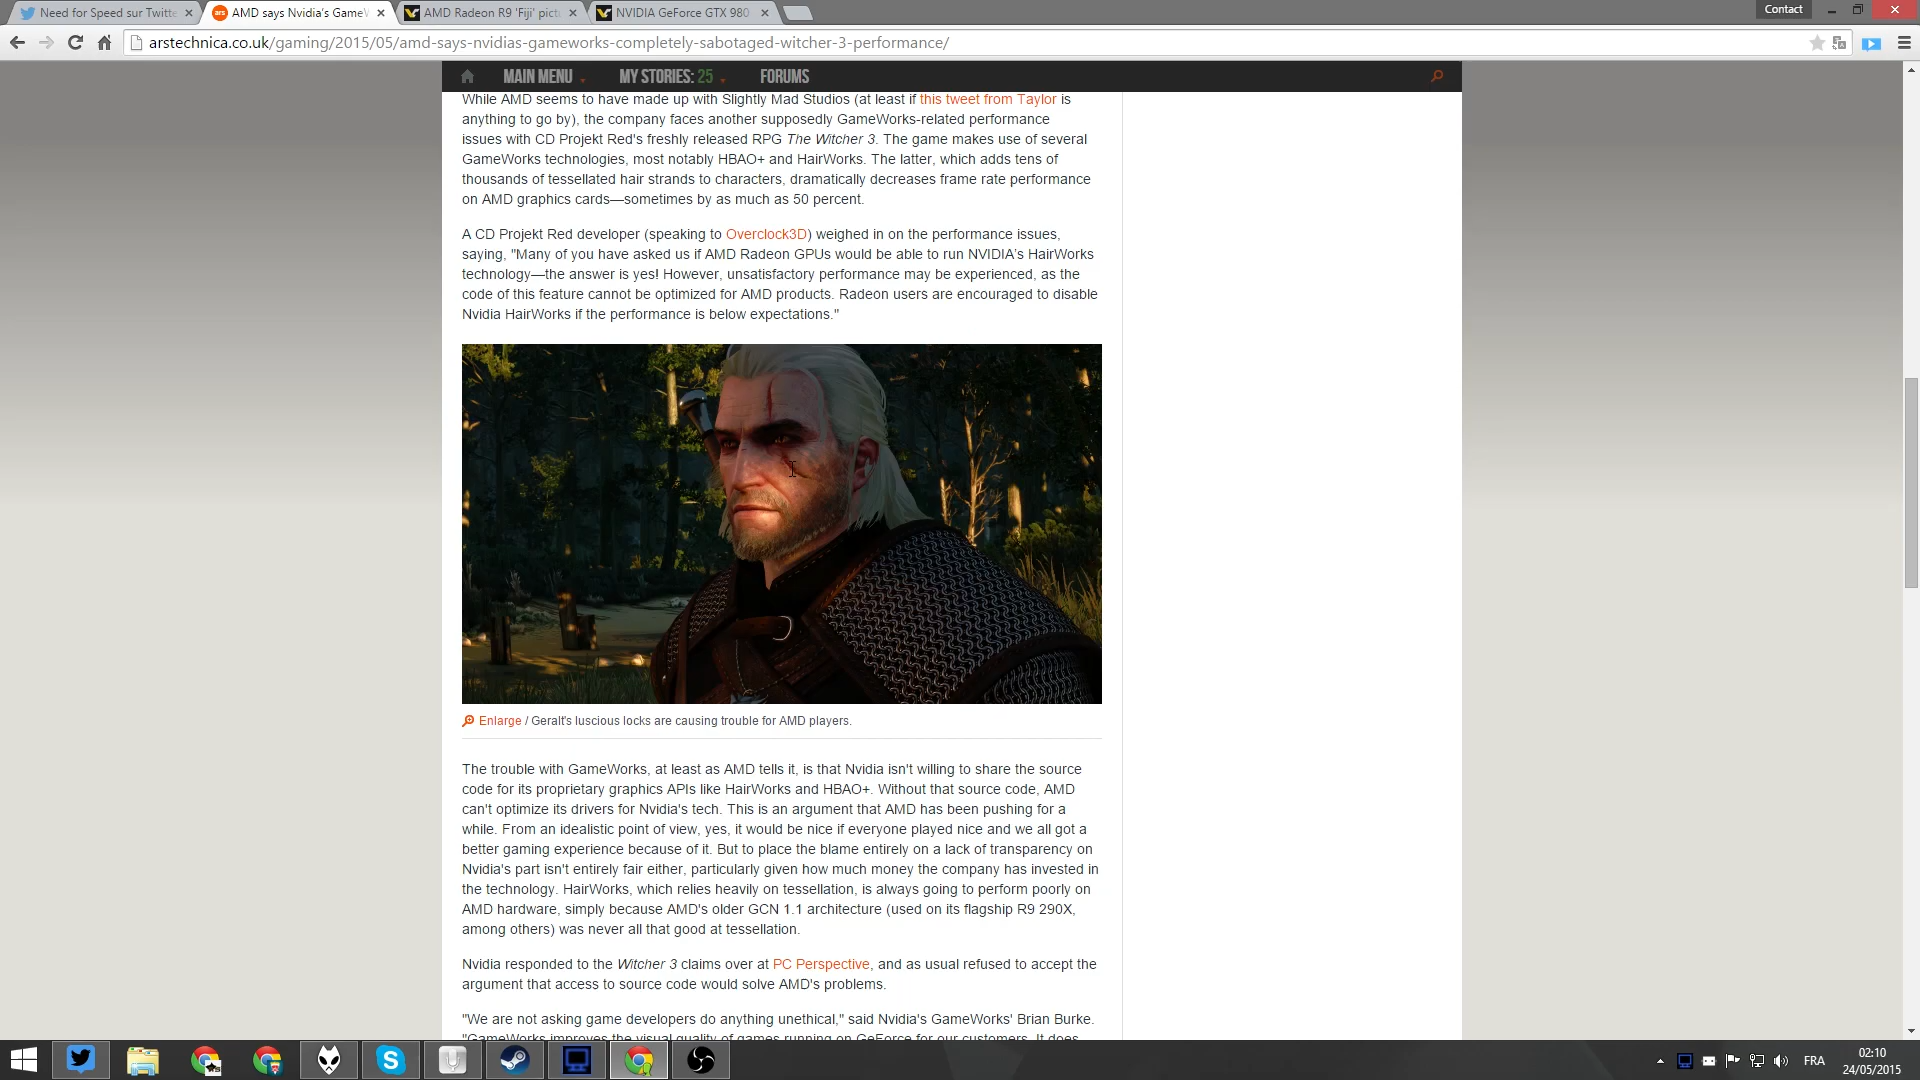 Need for Speed sur Twitte
AMD says Nvidia's GameW
AMD Radeon R9 'Fiji' pictu
NVIDIA GeForce GTX 980
Contact
arstechnica.co.uk/gaming/2015/05/amd-says-nvidias-gameworks-completely-sabotaged-witcher-3-performance/
MAIN MENU
MY STORIES: 25
FORUMS
While AMD seems to have made up with Slightly Mad Studios (at least if this tweet from Taylor is
anything to go by), the company faces another supposedly GameWorks-related performance
issues with CD Projekt Red's freshly released RPG The Witcher 3. The game makes use of several
GameWorks technologies, most notably HBAO+ and HairWorks. The latter, which adds tens of
thousands of tessellated hair strands to characters, dramatically decreases frame rate performance
on AMD graphics cards—sometimes by as much as 50 percent.
A CD Projekt Red developer (speaking to Overclock3D) weighed in on the performance issues,
saying, "Many of you have asked us if AMD Radeon GPUs would be able to run NVIDIA's HairWorks
technology—the answer is yes! However, unsatisfactory performance may be experienced, as the
code of this feature cannot be optimized for AMD products. Radeon users are encouraged to disable
Nvidia HairWorks if the performance is below expectations."
Enlarge / Geralt's luscious locks are causing trouble for AMD players.
The trouble with GameWorks, at least as AMD tells it, is that Nvidia isn't willing to share the source
code for its proprietary graphics APIs like HairWorks and HBAO+. Without that source code, AMD
can't optimize its drivers for Nvidia's tech. This is an argument that AMD has been pushing for a
while. From an idealistic point of view, yes, it would be nice if everyone played nice and we all got a
better gaming experience because of it. But to place the blame entirely on a lack of transparency on
Nvidia's part isn't entirely fair either, particularly given how much money the company has invested in
the technology. HairWorks, which relies heavily on tessellation, is always going to perform poorly on
AMD hardware, simply because AMD's older GCN 1.1 architecture (used on its flagship R9 290X,
among others) was never all that good at tessellation.
Nvidia responded to the Witcher 3 claims over at PC Perspective, and as usual refused to accept the
argument that access to source code would solve AMD's problems.
"We are not asking game developers do anything unethical," said Nvidia's GameWorks' Brian Burke.
"GameWorks improves the visual quality of games running on GeForce for our customers. It does
FRA
02:10
24/05/2015